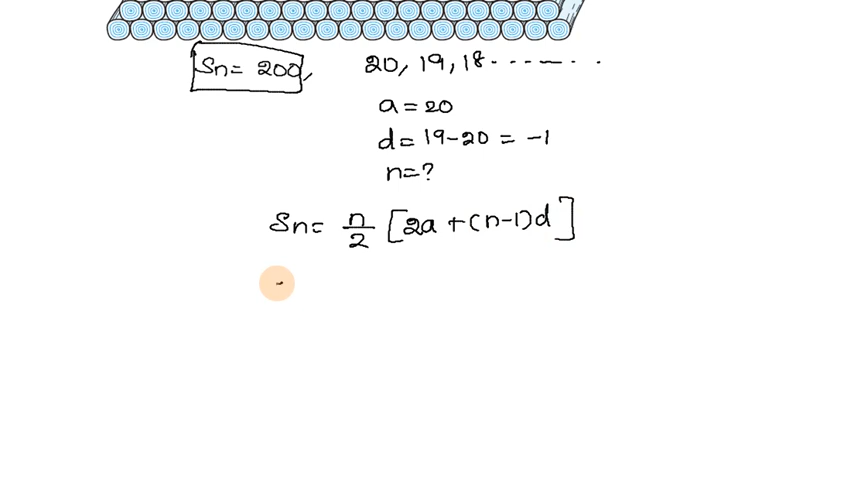 Sn = 200, 20, 19, 18 - - - - - - - -
a = 20
d = 19 - 20 = -1
n = ?
Sn = n/2 [2a + (n-1)d]